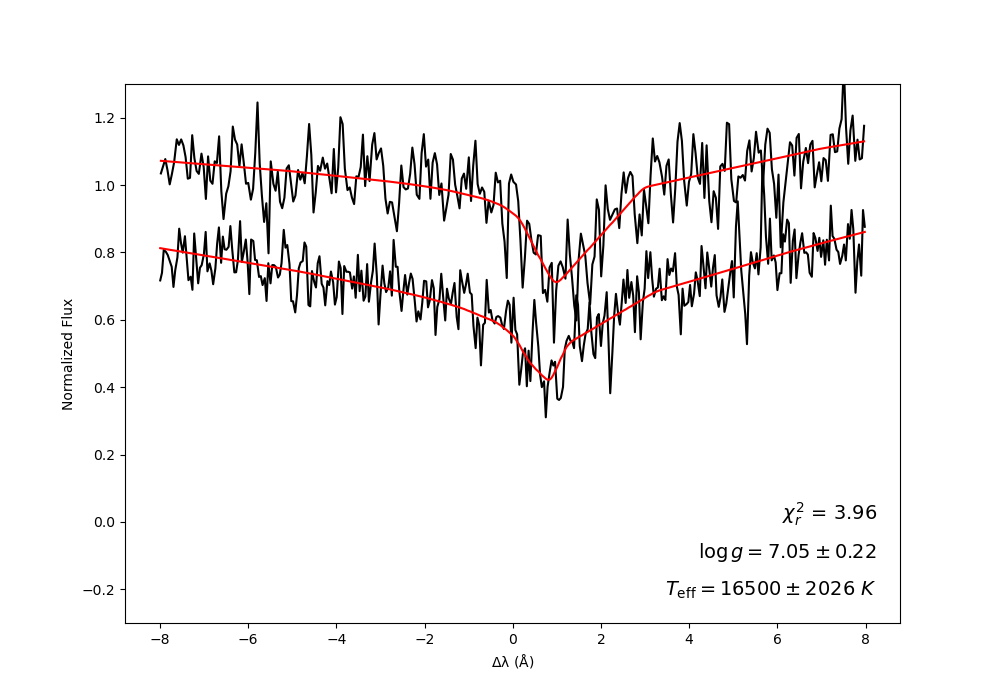 Normalized Flux
1.2
1.0
0.8
0.6
0.4
0.2
0.0
−0.2
χ²ᵣ = 3.96
log g = 7.05 ± 0.22
T_eff = 16500 ± 2026 K
−8 −6 −4 −2 0 2 4 6 8
Δλ (Å)